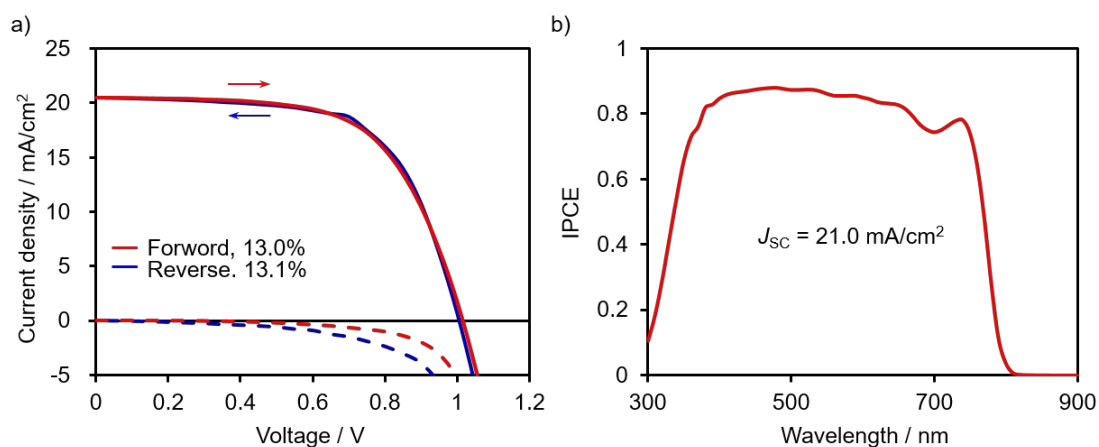 a)
25
20
15
10
5
0
-5
Current density / mA/cm²
Forword, 13.0%
Reverse. 13.1%
0
0.2
0.4
0.6
0.8
1
1.2
Voltage / V
b)
1
0.8
0.6
0.4
0.2
0
IPCE
J_SC = 21.0 mA/cm²
300
500
700
900
Wavelength / nm